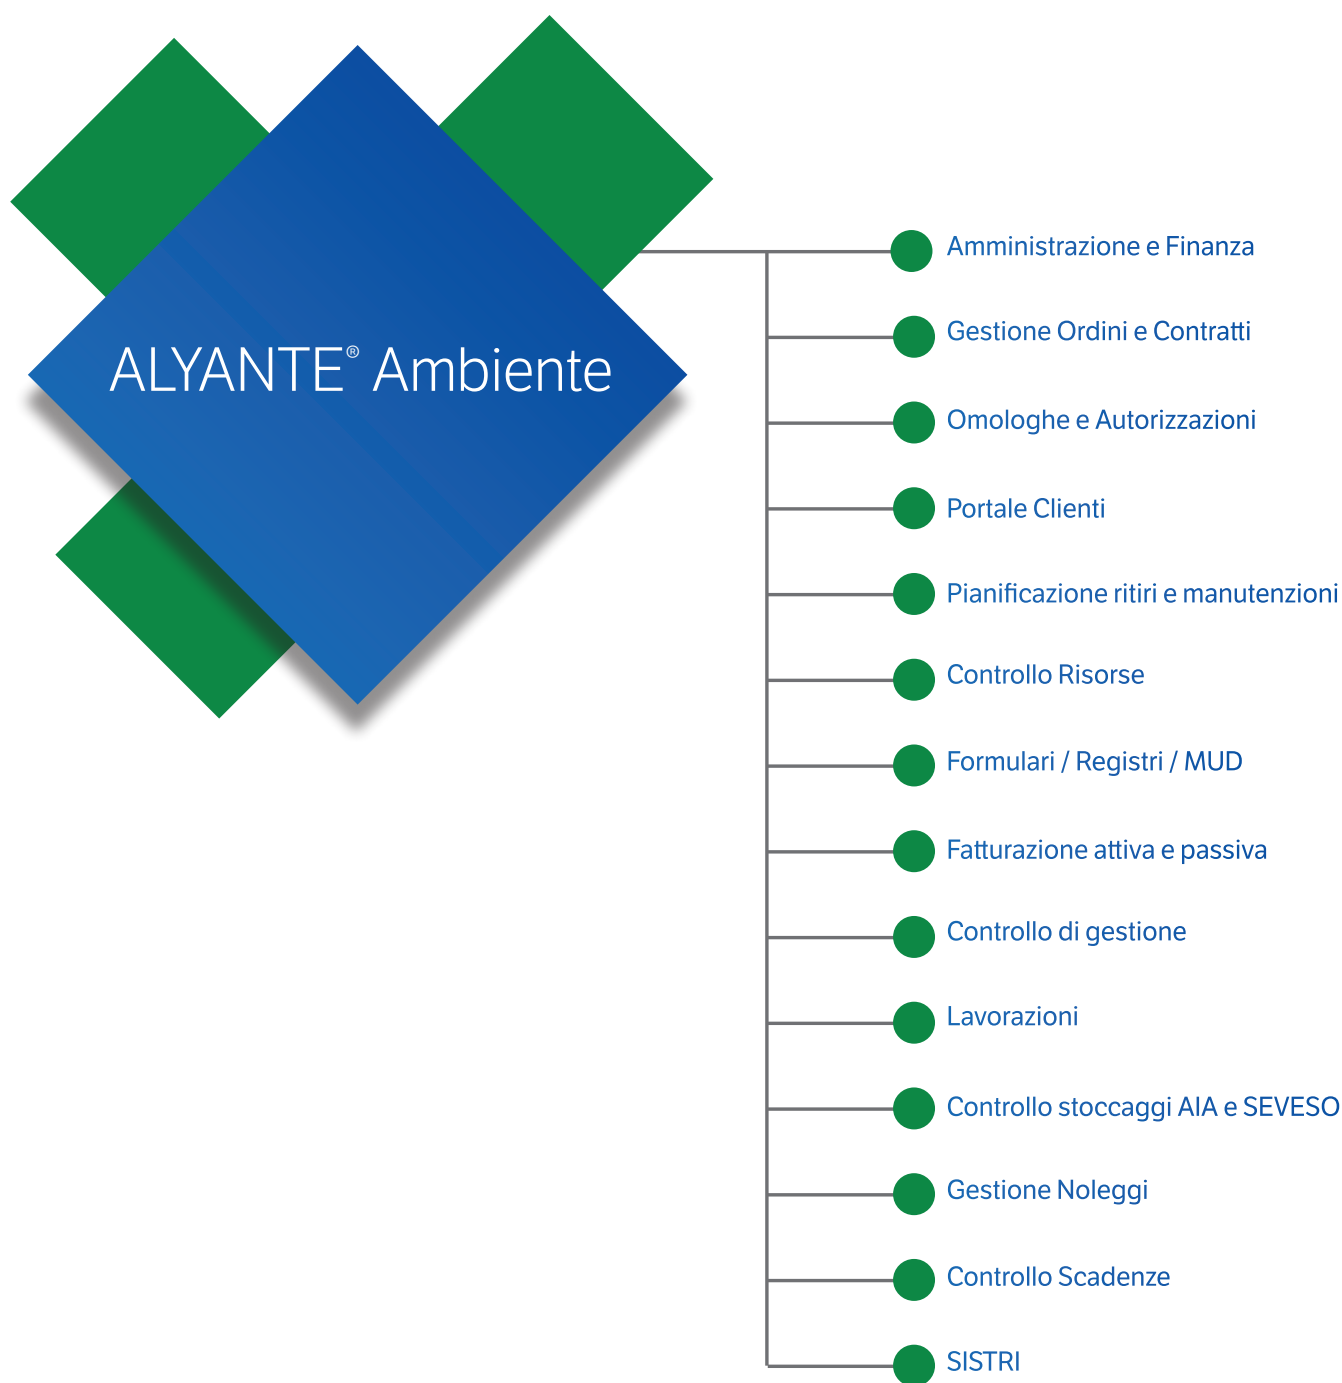 ALYANTE® Ambiente
Amministrazione e Finanza
Gestione Ordini e Contratti
Omologhe e Autorizzazioni
Portale Clienti
Pianificazione ritiri e manutenzioni
Controllo Risorse
Formulari / Registri / MUD
Fatturazione attiva e passiva
Controllo di gestione
Lavorazioni
Controllo stoccaggi AIA e SEVESO
Gestione Noleggi
Controllo Scadenze
SISTRI